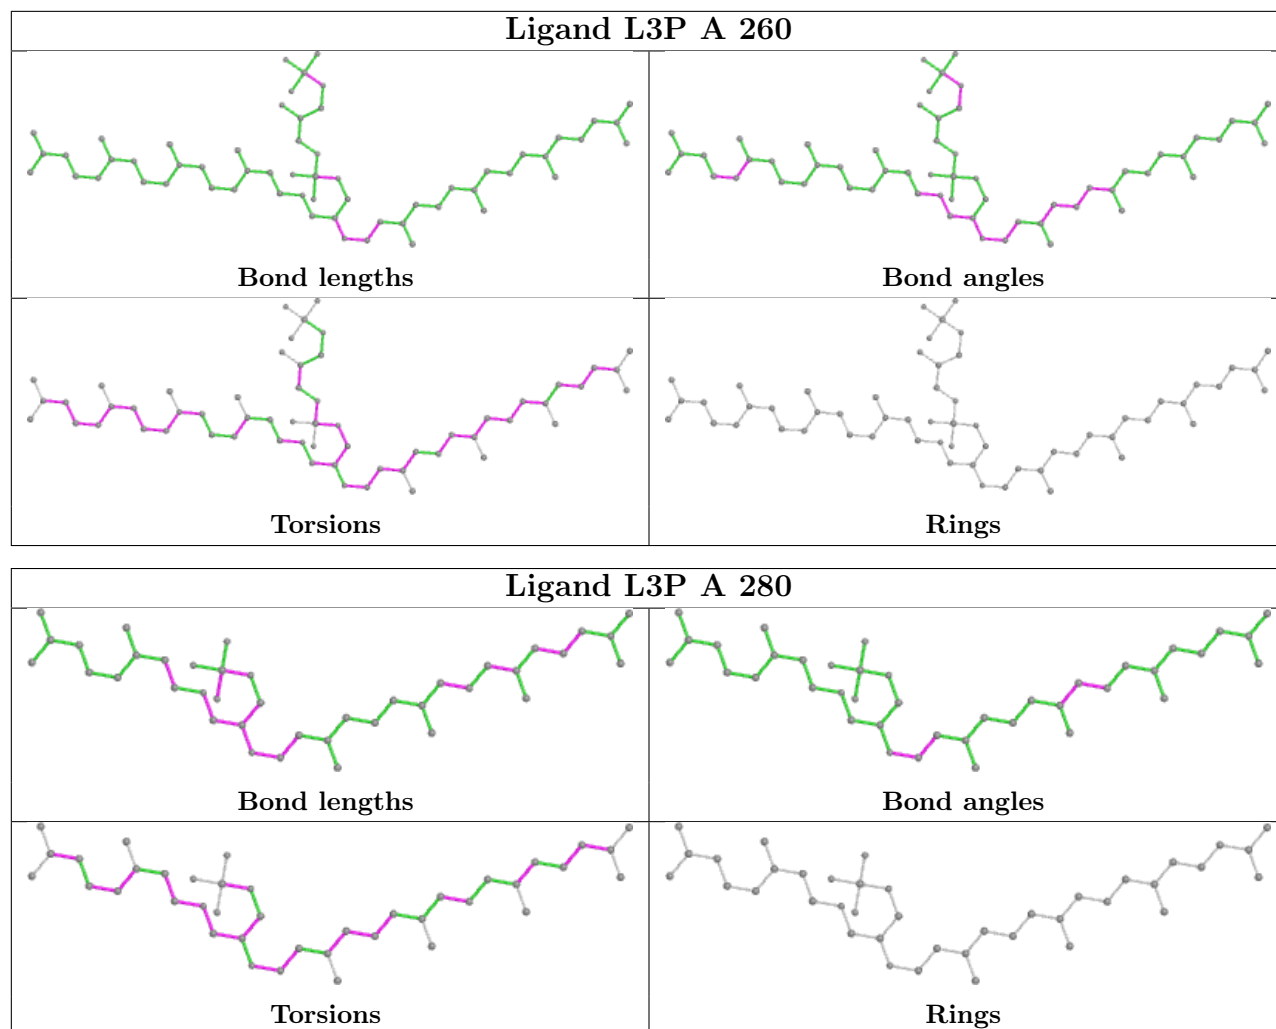 Ligand L3P A 260
Bond lengths
Bond angles
Torsions
Rings
Ligand L3P A 280
Bond lengths
Bond angles
Torsions
Rings